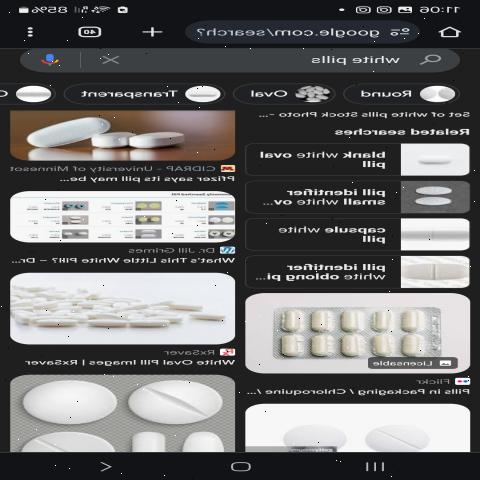 11:06
85%
google.com/search?
40
white pills
Round
Oval
Transparent
Set of white pills Stock Photo ...
Related searches
blank white oval
pill
pill identifier
small white ov...
capsule white
pill
pill identifier
white oblong pi...
Licensable
Flickr
Pills in Packaging / Chloroquine/ ...
CIDRAP - University of Minnesot
Pfizer says its pill may be...
Dr. Jill Grimes
What's This Little White Pill? – Dr...
RxSaver
White Oval Pill Images | RxSaver